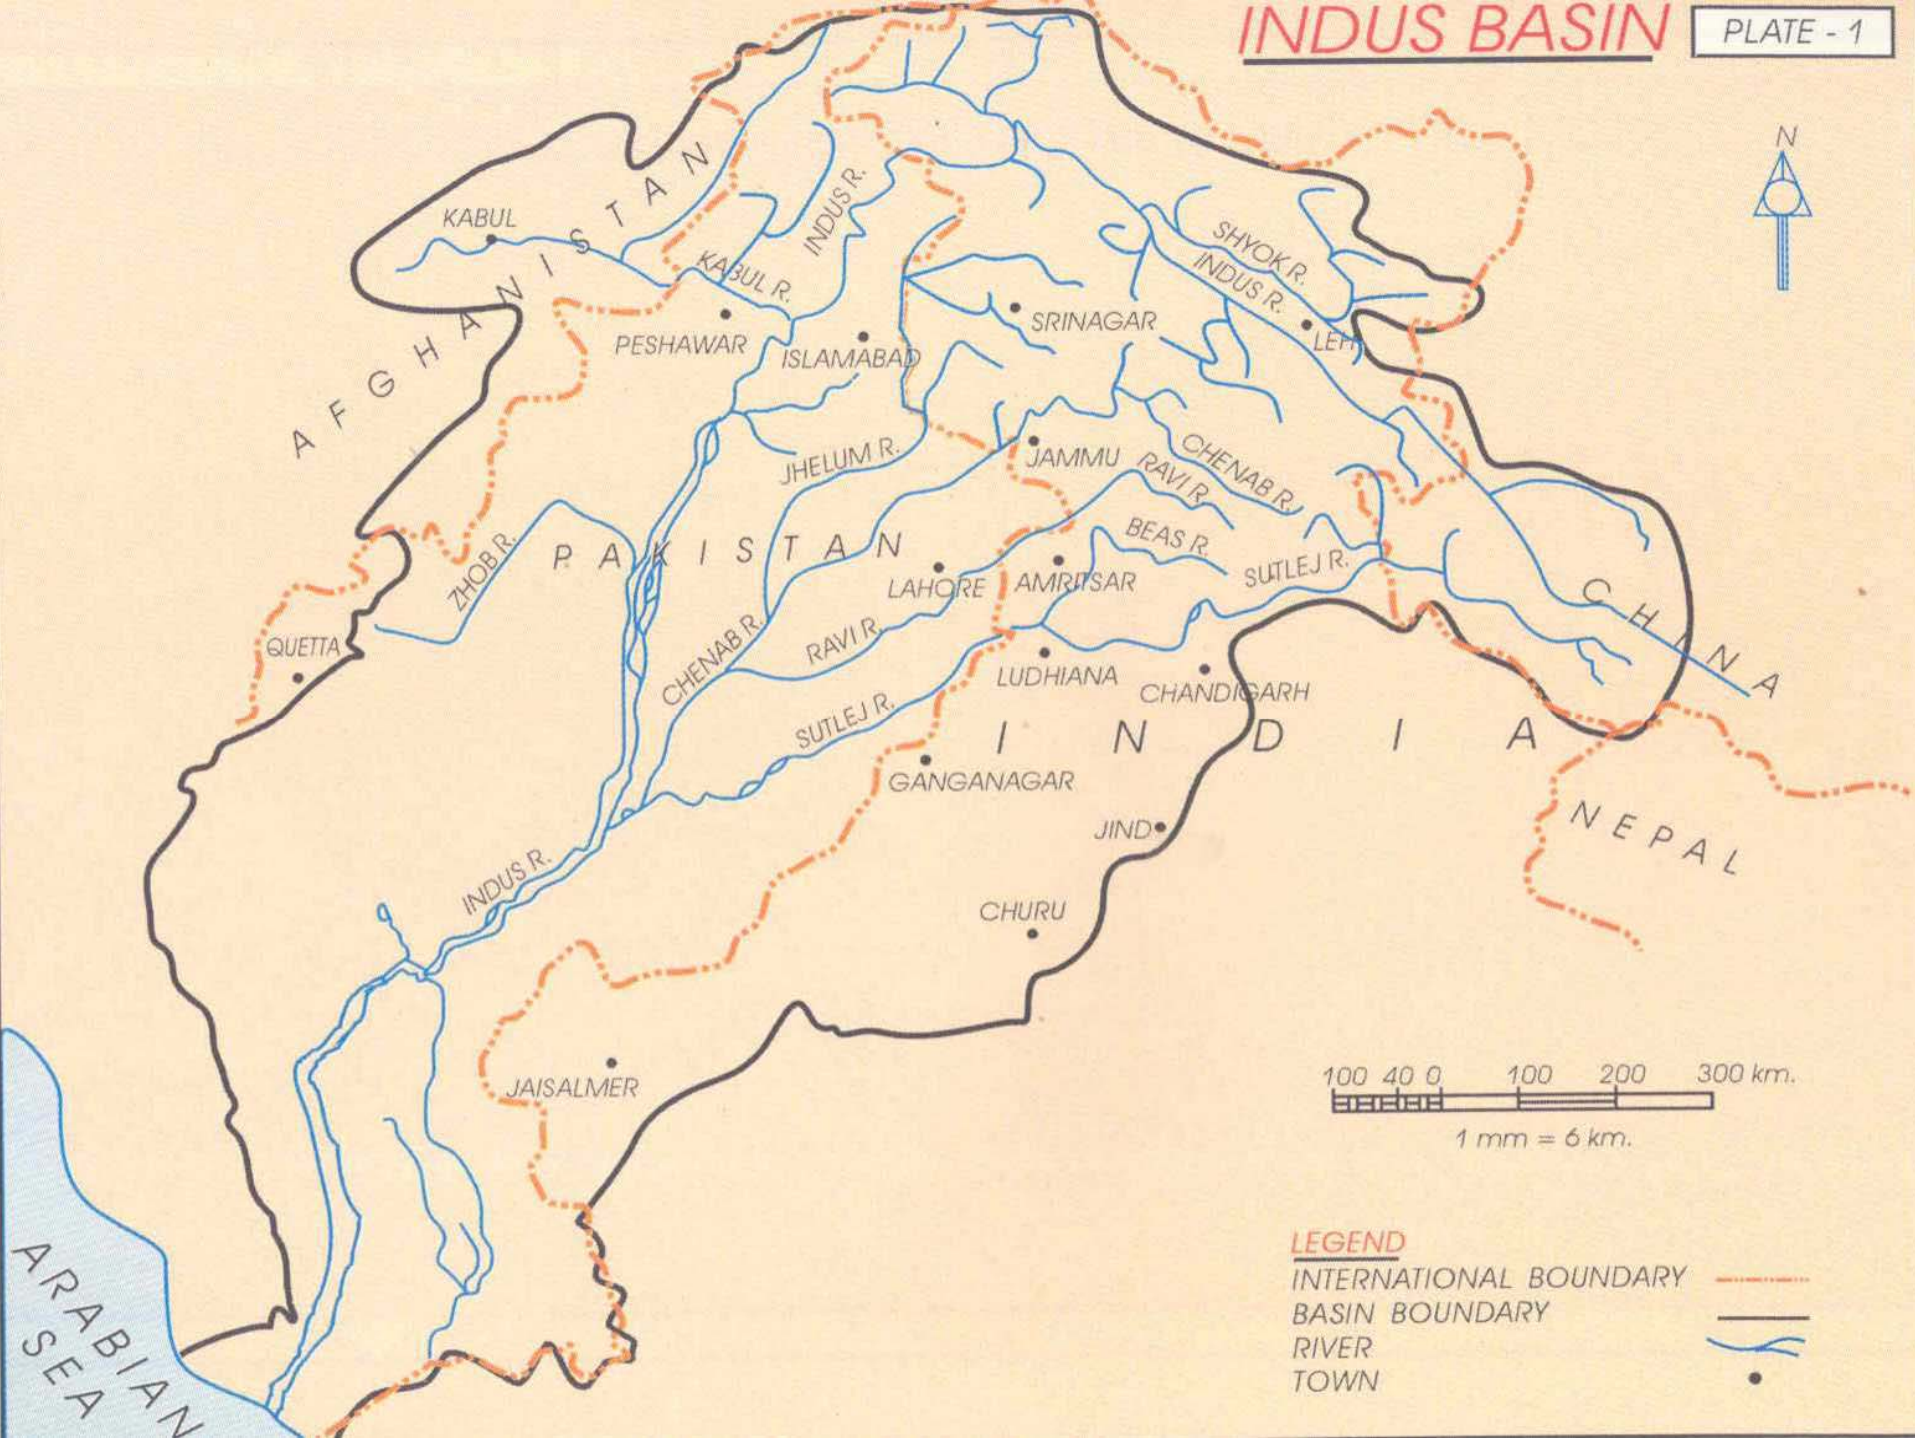 INDUS BASIN
PLATE - 1
N
AFGHANISTAN
KABUL
KABUL R.
INDUS R.
SHYOK R.
INDUS R.
PESHAWAR
ISLAMABAD
SRINAGAR
LEH
JHELUM R.
JAMMU
RAVI R.
CHENAB R.
ZHOB R.
PAKISTAN
LAHORE
AMRITSAR
BEAS R.
SUTLEJ R.
CHINA
QUETTA
CHENAB R.
RAVI R.
LUDHIANA
CHANDIGARH
SUTLEJ R.
INDIA
GANGANAGAR
JIND
NEPAL
INDUS R.
CHURU
JAISALMER
100 40 0 100 200 300 km.
1 mm = 6 km.
ARABIAN
SEA
LEGEND
INTERNATIONAL BOUNDARY
BASIN BOUNDARY
RIVER
TOWN